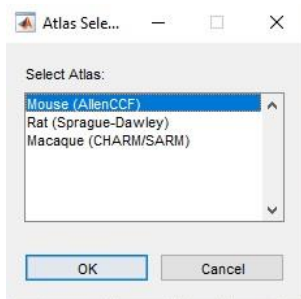 Atlas Sele...
Select Atlas:
Mouse (AllenCCF)
Rat (Sprague-Dawley)
Macaque (CHARM/SARM)
OK
Cancel